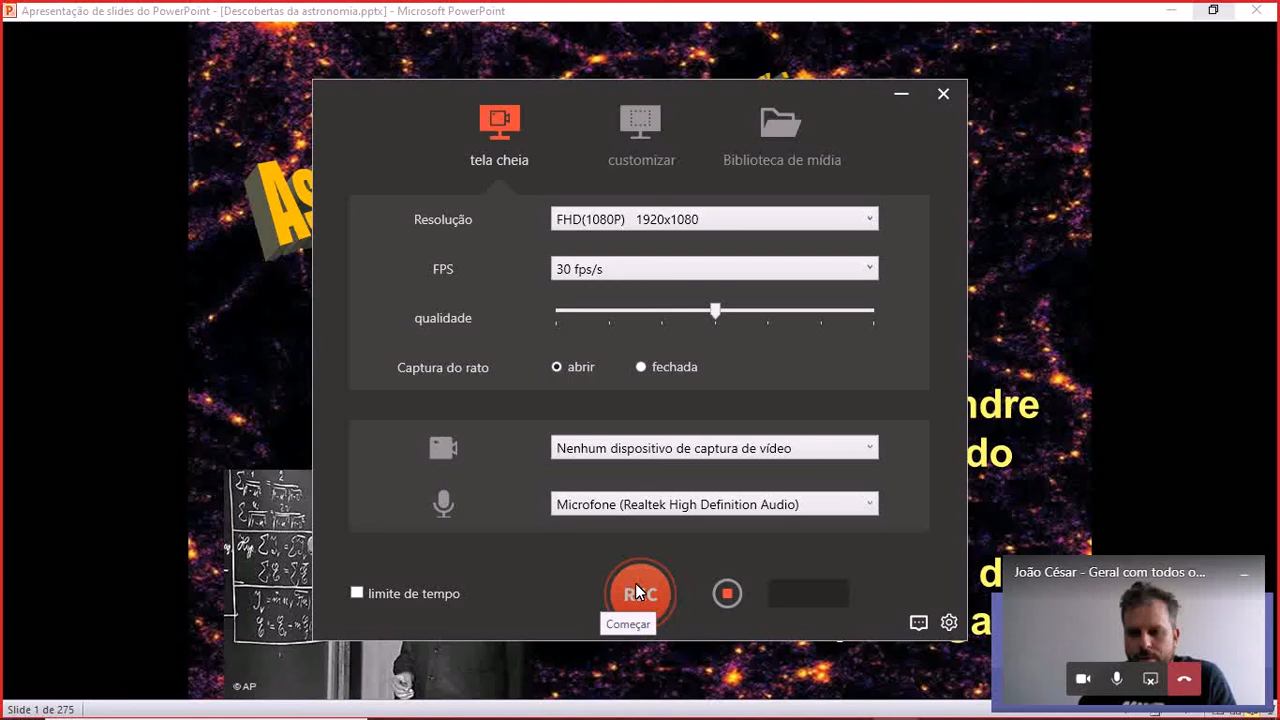 Apresentação de slides do PowerPoint - [Descobertas da astronomia.pptx] - Microsoft PowerPoint
As
tela cheia
customizar
Biblioteca de mídia
Resolução
FHD(1080P) 1920x1080
FPS
30 fps/s
qualidade
Captura do rato
abrir
fechada
ndre
do
Nenhum dispositivo de captura de vídeo
Microfone (Realtek High Definition Audio)
limite de tempo
REC
Começar
d
João César - Geral com todos o...
ga
© AP
Slide 1 de 275